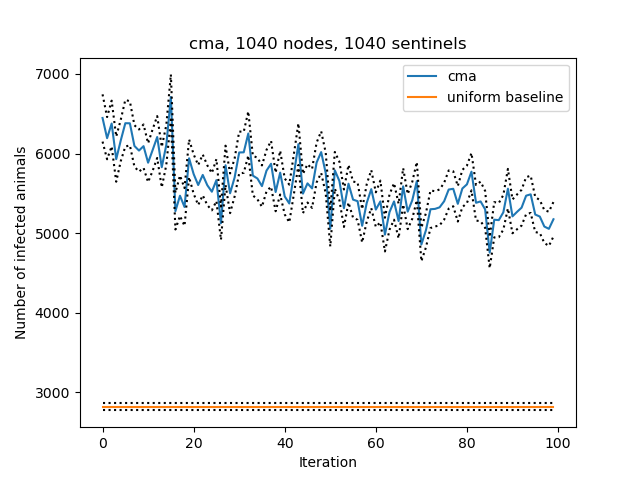 cma, 1040 nodes, 1040 sentinels
cma
uniform baseline
Number of infected animals
7000
6000
5000
4000
3000
0 20 40 60 80 100
Iteration